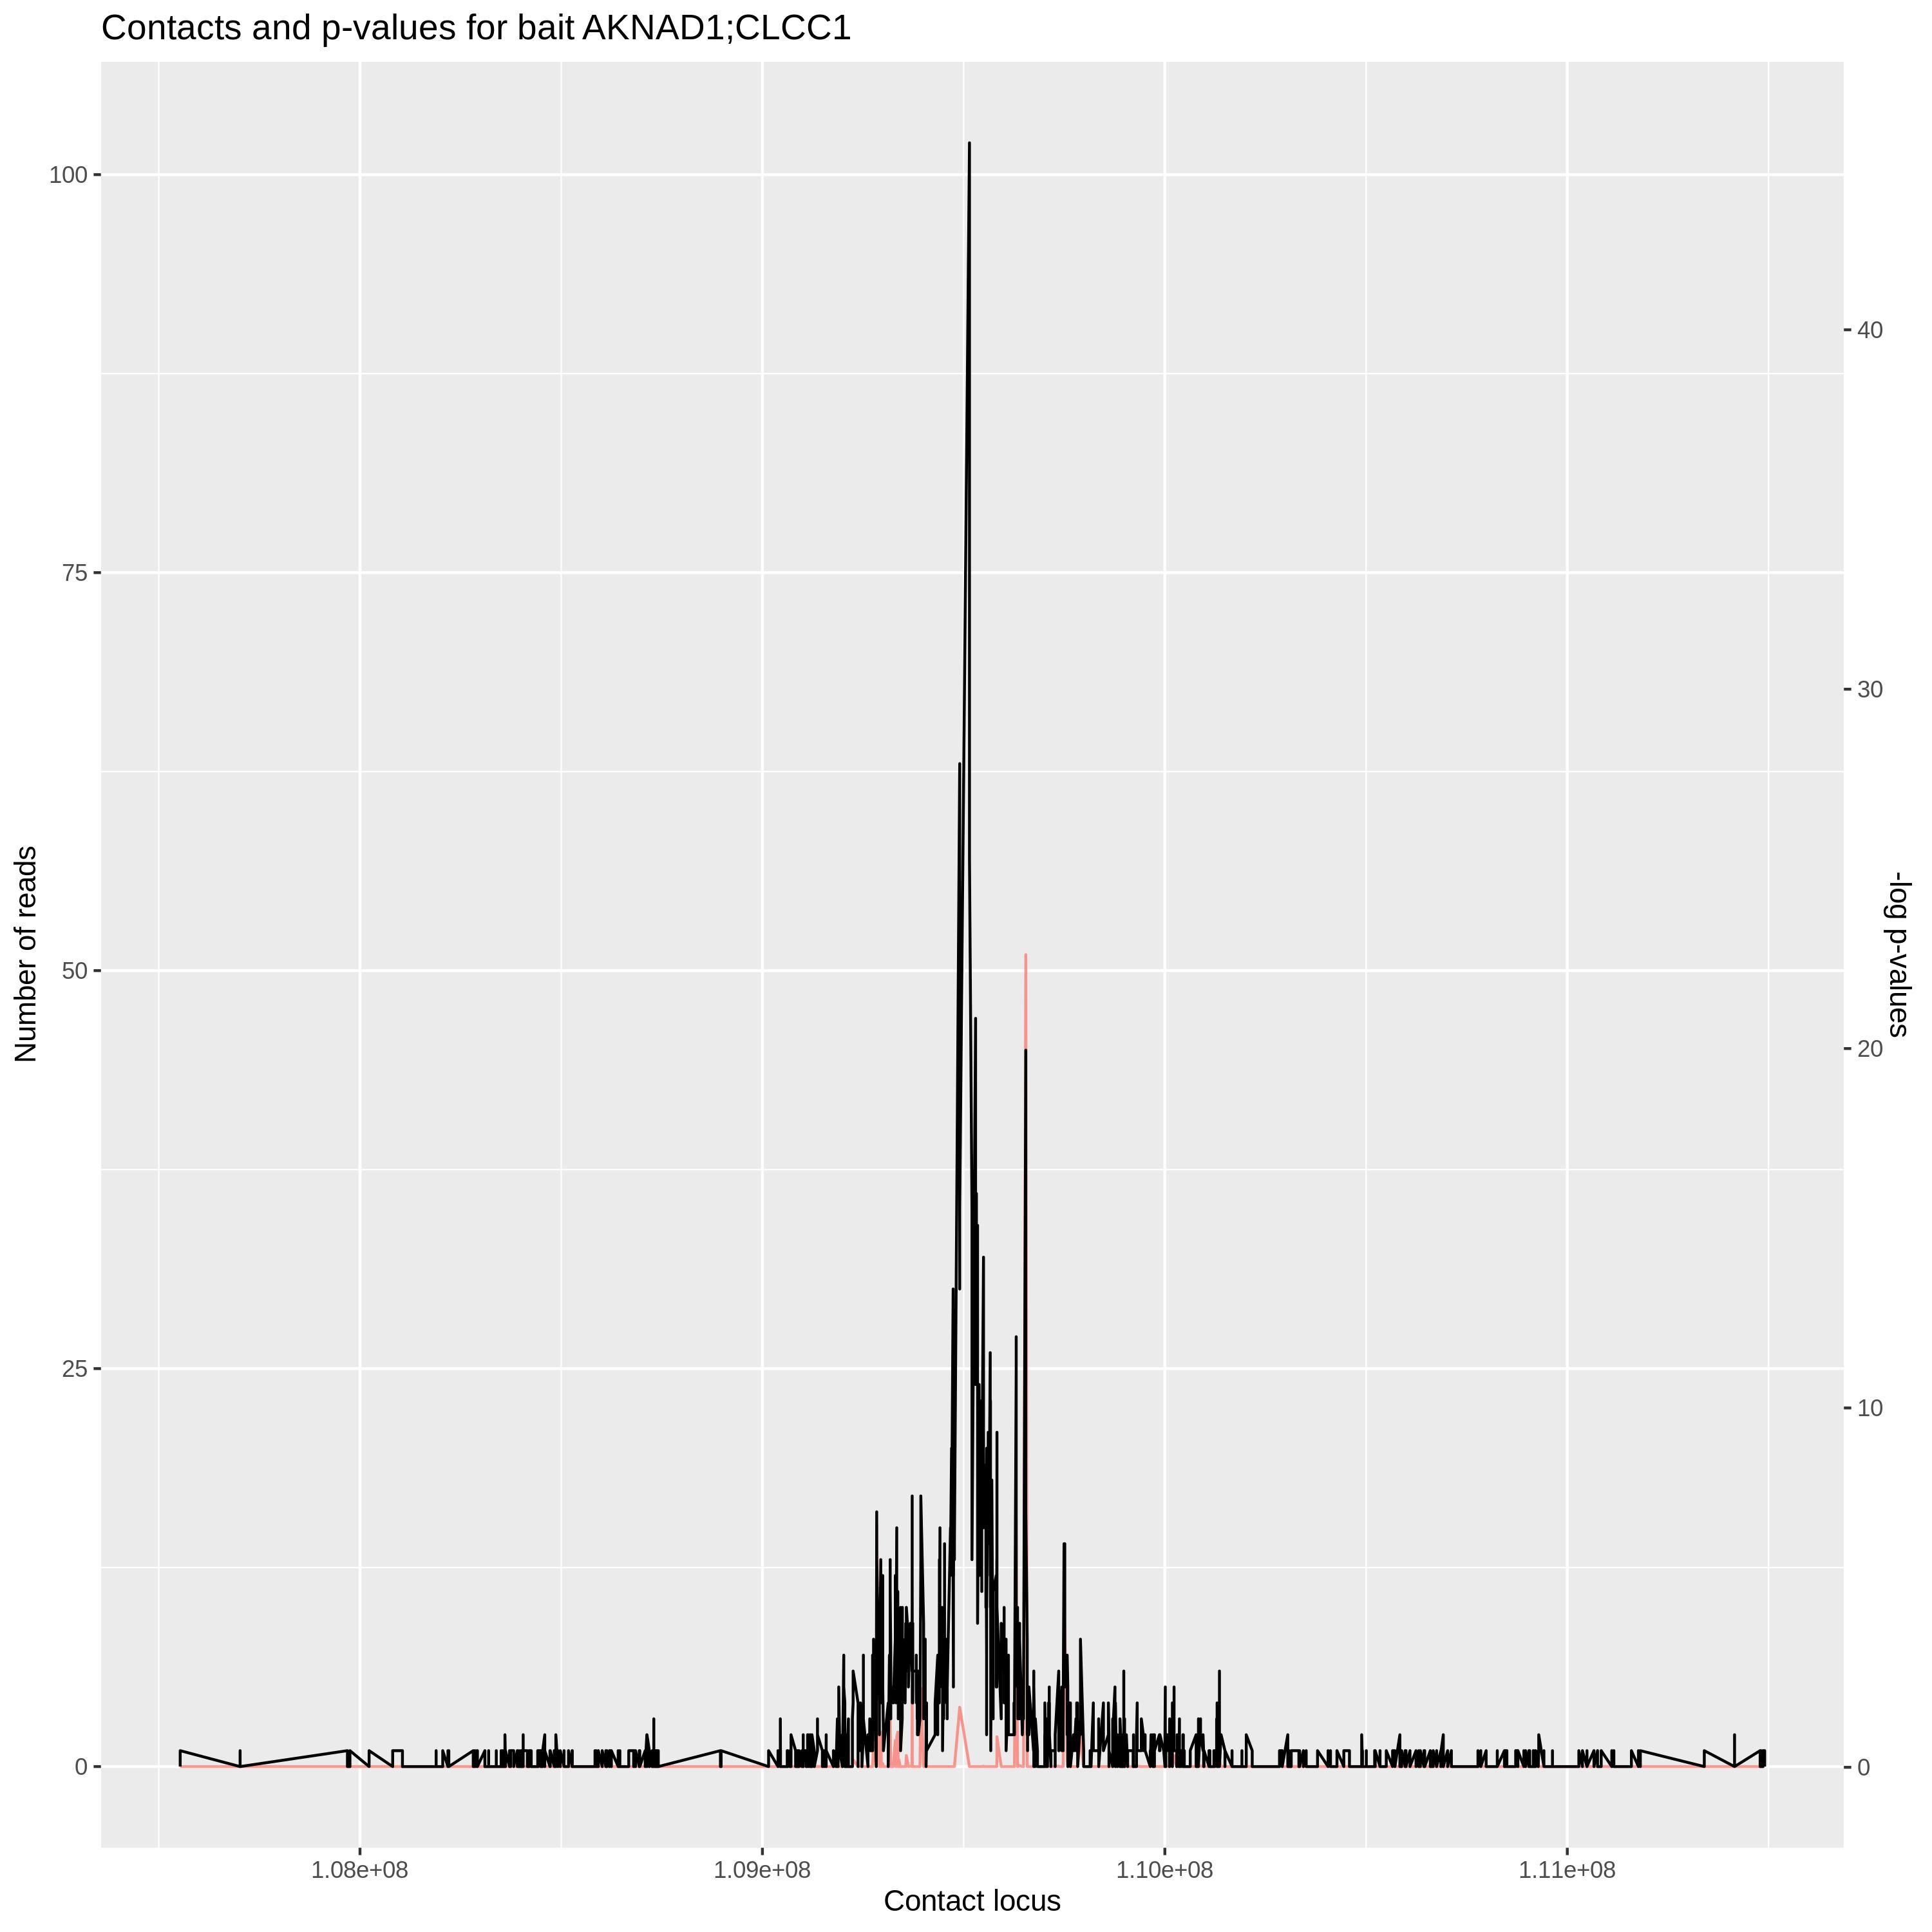 Contacts and p-values for bait AKNAD1;CLCC1
100
75
50
25
0
Number of reads
40
30
20
10
0
-log p-values
1.08e+08
1.09e+08
1.10e+08
1.11e+08
Contact locus